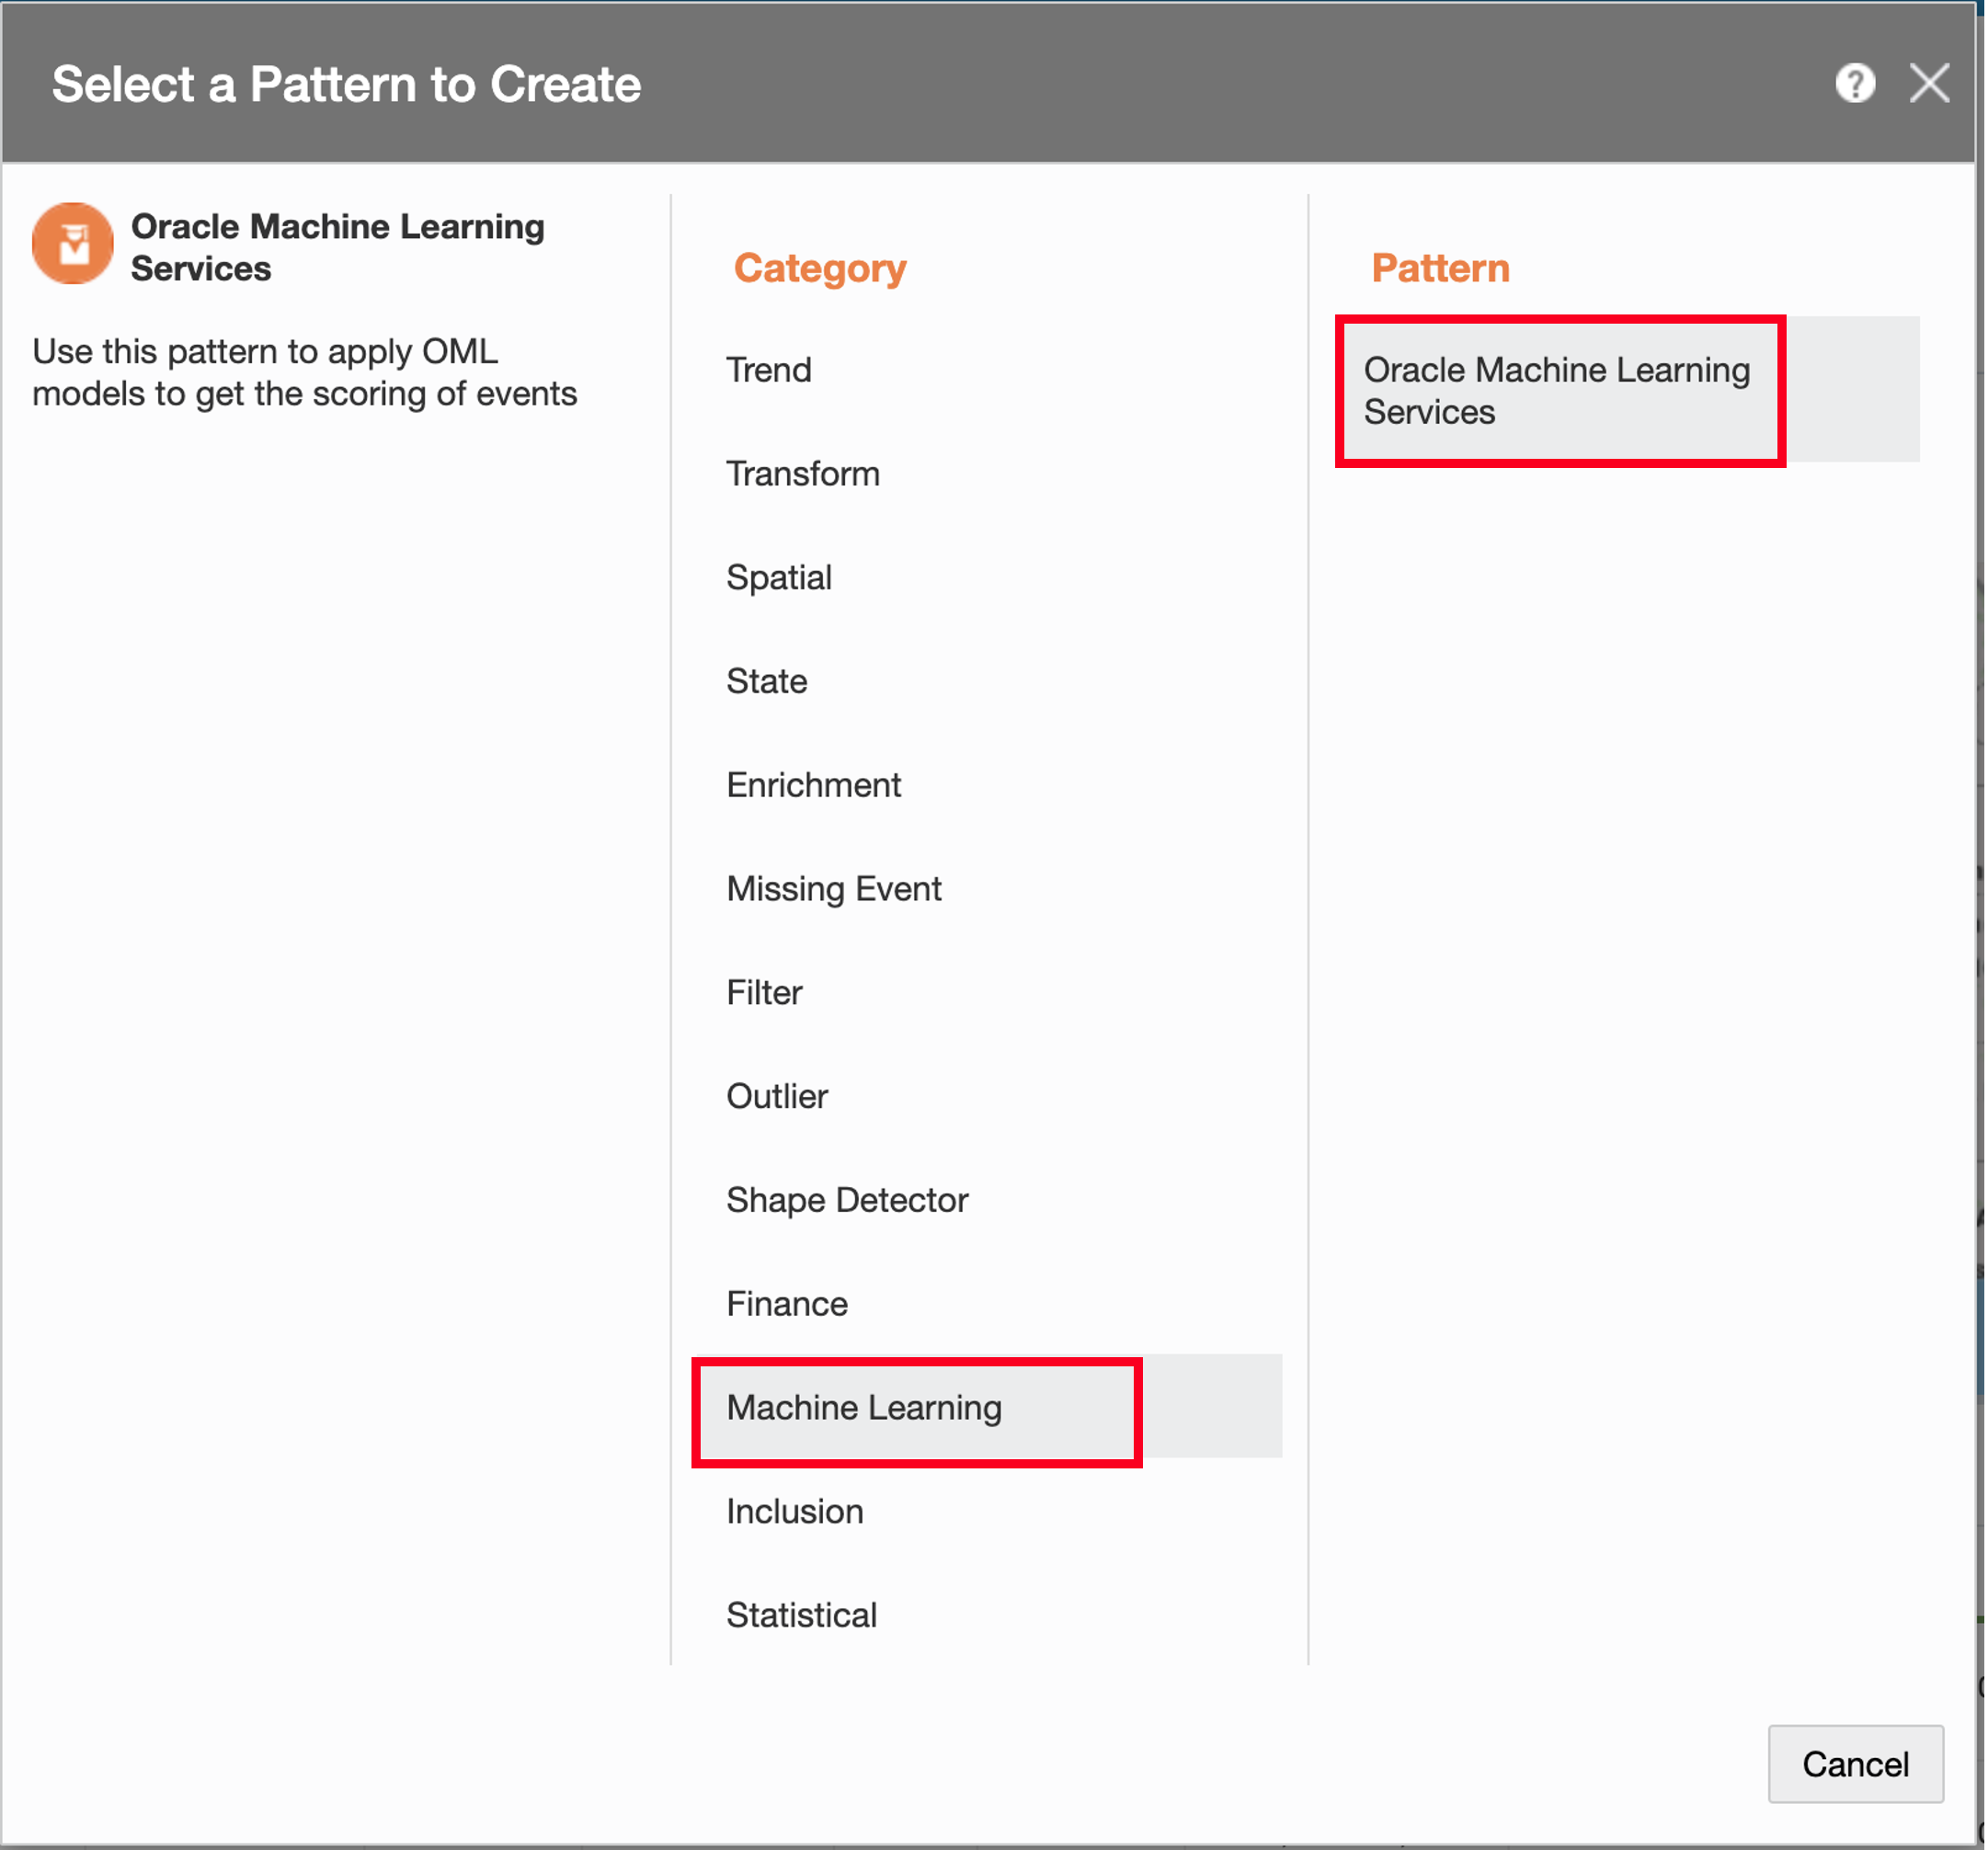 Select a Pattern to Create
Oracle Machine Learning
Services
Use this pattern to apply OML
models to get the scoring of events
Category
Trend
Transform
Spatial
State
Enrichment
Missing Event
Filter
Outlier
Shape Detector
Finance
Machine Learning
Inclusion
Statistical
Pattern
Oracle Machine Learning
Services
Cancel